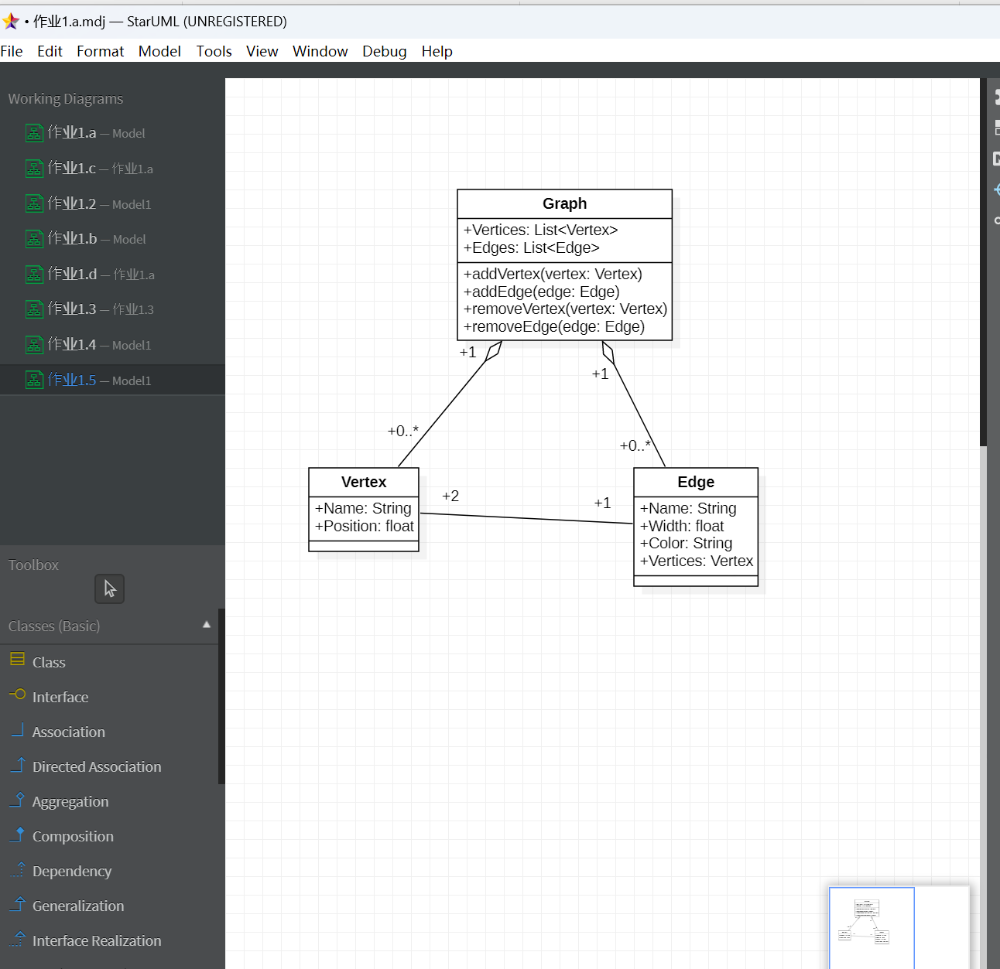 • 作业1.a.mdj — StarUML (UNREGISTERED)
File Edit Format Model Tools View Window Debug Help
Working Diagrams
作业1.a — Model
作业1.c — 作业1.a
作业1.2 — Model1
作业1.b — Model
作业1.d — 作业1.a
作业1.3 — 作业1.3
作业1.4 — Model1
作业1.5 — Model1
Toolbox
Classes (Basic)
Class
Interface
Association
Directed Association
Aggregation
Composition
Dependency
Generalization
Interface Realization
Graph
+Vertices: List<Vertex>
+Edges: List<Edge>
+addVertex(vertex: Vertex)
+addEdge(edge: Edge)
+removeVertex(vertex: Vertex)
+removeEdge(edge: Edge)
+1
+1
+0..*
+0..*
Vertex
+Name: String
+Position: float
+2
+1
Edge
+Name: String
+Width: float
+Color: String
+Vertices: Vertex